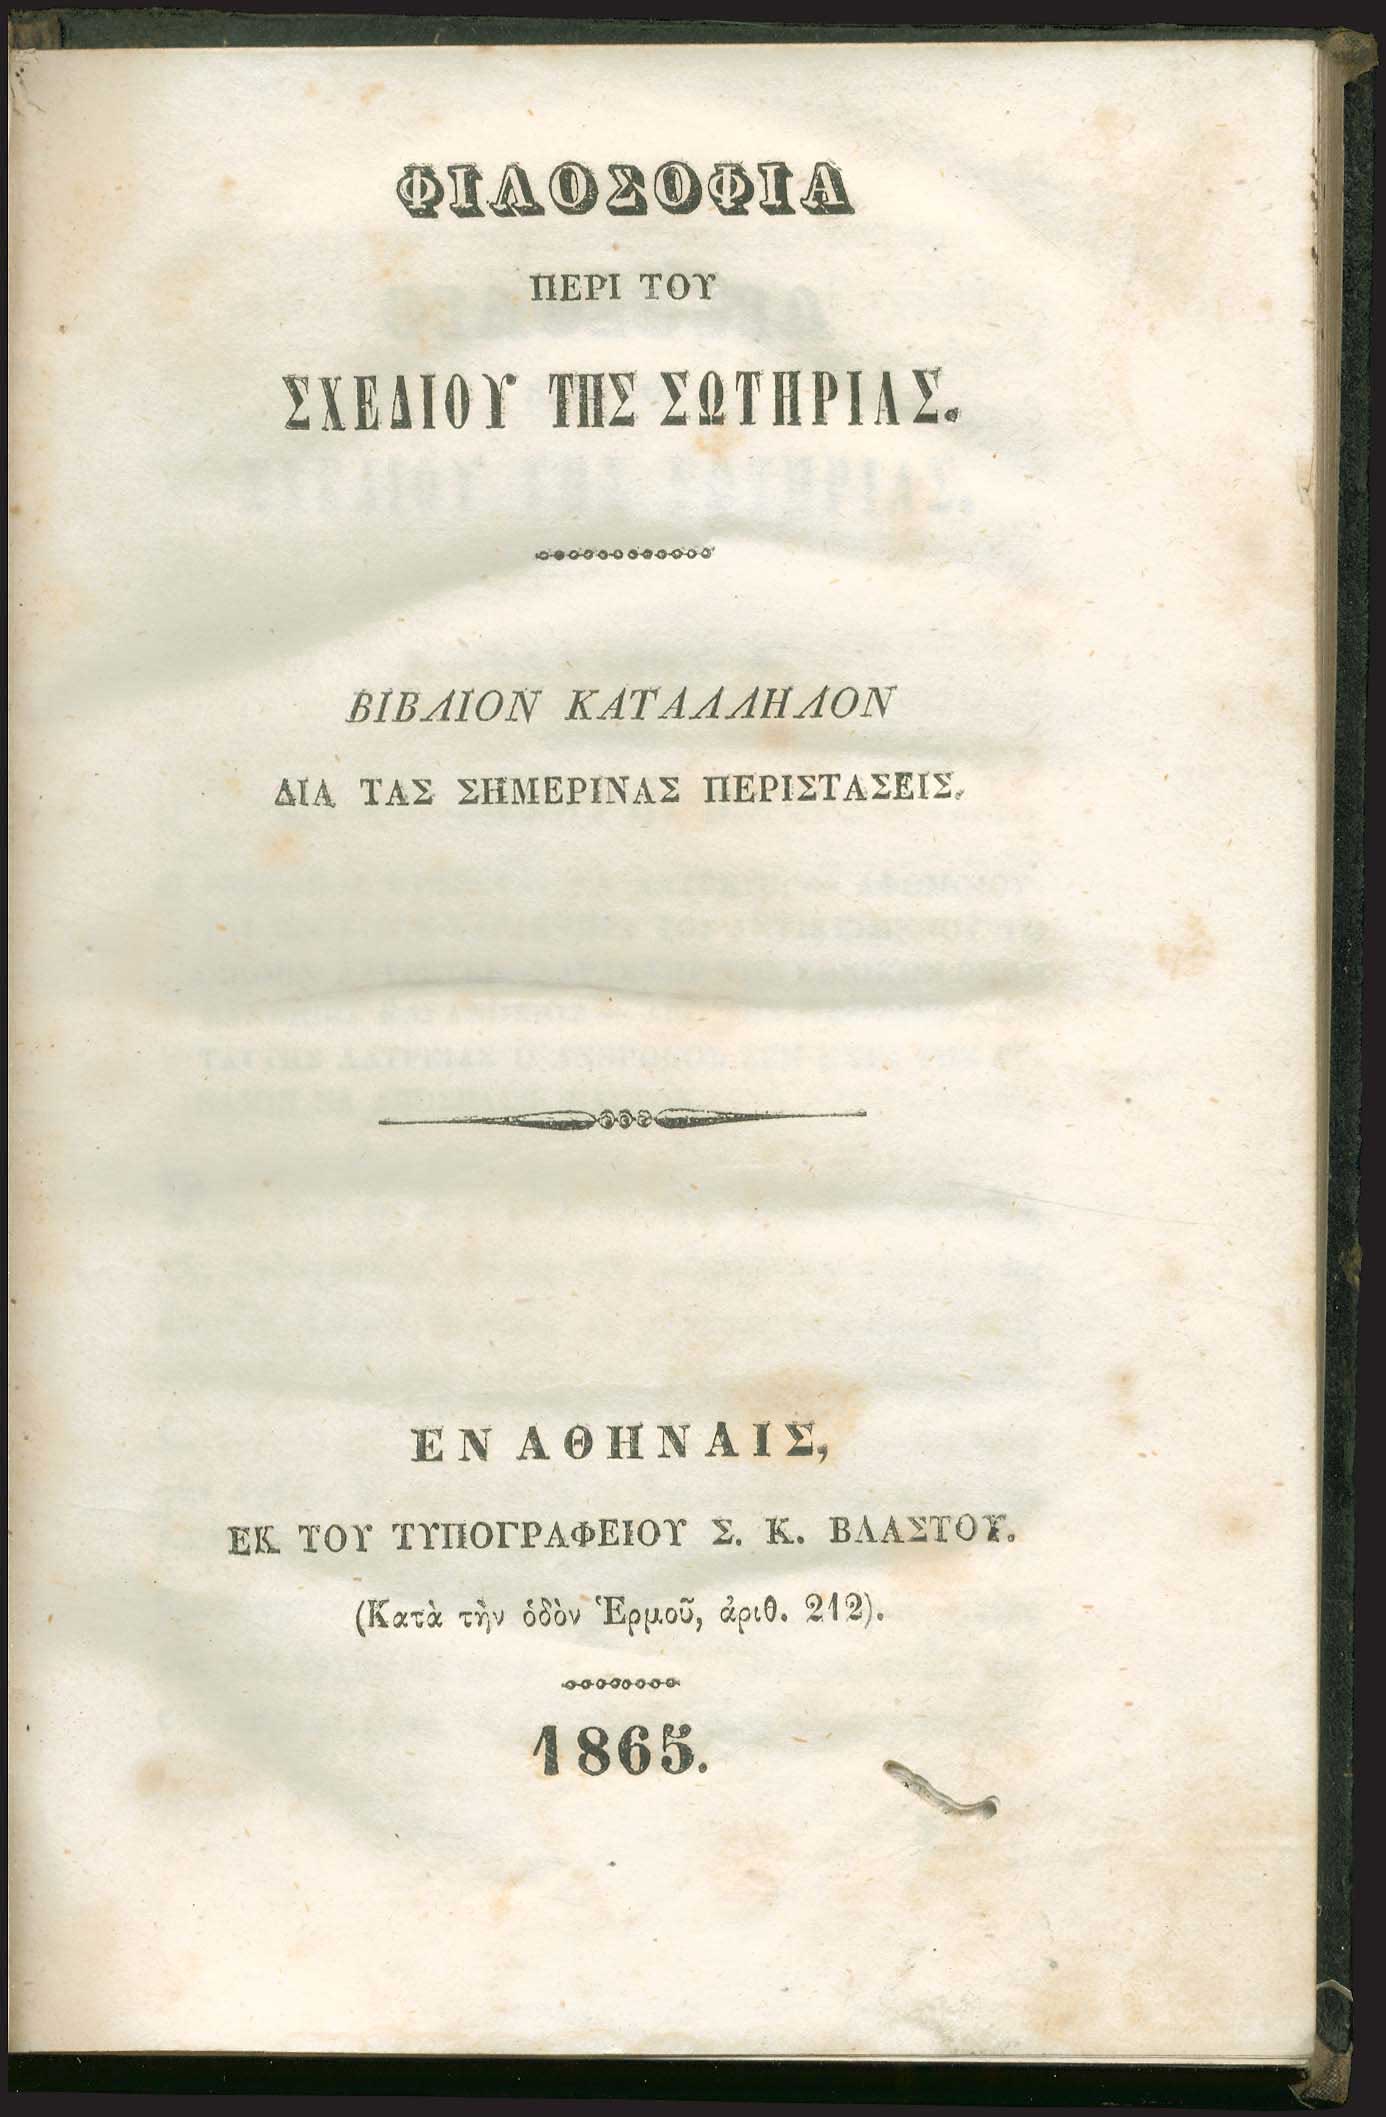 ΦΙΛΟΣΟΦΙΑ
ΠΕΡΙ ΤΟΥ
ΣΧΕΔΙΟΥ ΤΗΣ ΣΩΤΗΡΙΑΣ.
ΒΙΒΛΙΟΝ ΚΑΤΑΛΛΗΛΟΝ
ΔΙΑ ΤΑΣ ΣΗΜΕΡΙΝΑΣ ΠΕΡΙΣΤΑΣΕΙΣ.
ΕΝ ΑΘΗΝΑΙΣ,
ΕΚ ΤΟΥ ΤΥΠΟΓΡΑΦΕΙΟΥ Σ. Κ. ΒΛΑΣΤΟΥ.
(Κατὰ τὴν ὁδὸν Ἑρμοῦ, ἀριθ. 212).
1865.